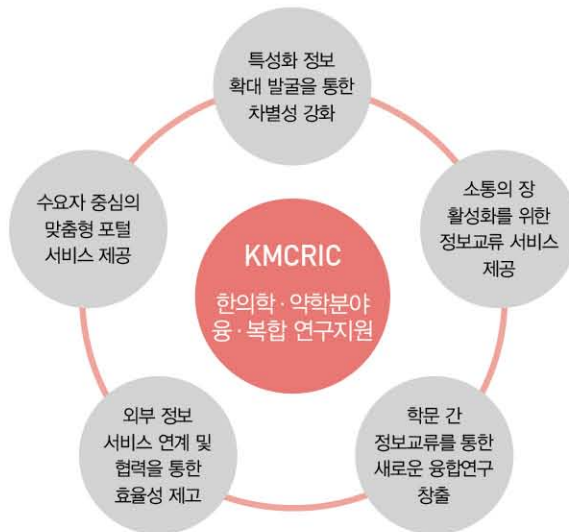 특성화 정보
확대 발굴을 통한
차별성 강화
수요자 중심의
맞춤형 포털
서비스 제공
소통의 장
활성화를 위한
정보교류 서비스
제공
KMCRIC
한의학·약학분야
융·복합 연구지원
외부 정보
서비스 연계 및
협력을 통한
효율성 제고
학문 간
정보교류를 통한
새로운 융합연구
창출